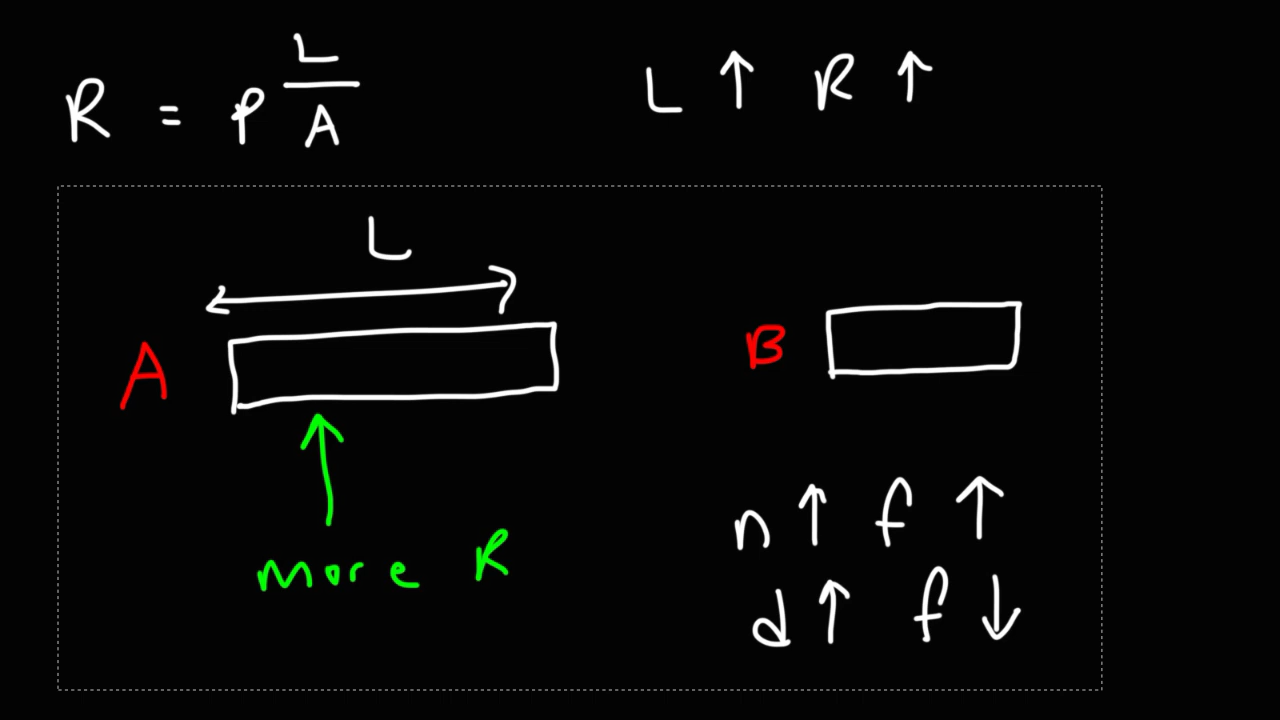 R = ρ L/A
L ↑ R ↑
L
A
B
more R
n ↑ f ↑
d ↑ f ↓